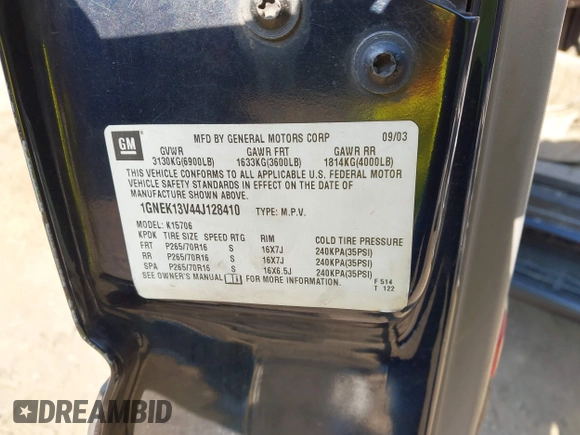 GM
MFD BY GENERAL MOTORS CORP 09/03
GVWR GAWR FRT GAWR RR
3130KG(6900LB) 1633KG(3600LB) 1814KG(4000LB)
THIS VEHICLE CONFORMS TO ALL APPLICABLE U.S. FEDERAL MOTOR
VEHICLE SAFETY STANDARDS IN EFFECT ON THE DATE OF
MANUFACTURE SHOWN ABOVE.
1GNEK13V44J128410 TYPE: M.P.V.
MODEL: K15706
KPDK TIRE SIZE SPEED RTG RIM COLD TIRE PRESSURE
FRT P265/70R16 S 16X7J 240KPA(35PSI)
RR P265/70R16 S 16X7J 240KPA(35PSI)
SPA P265/70R16 S 16X6.5J 240KPA(35PSI)
SEE OWNER'S MANUAL FOR MORE INFORMATION.
F 514
T 122
DREAMBID